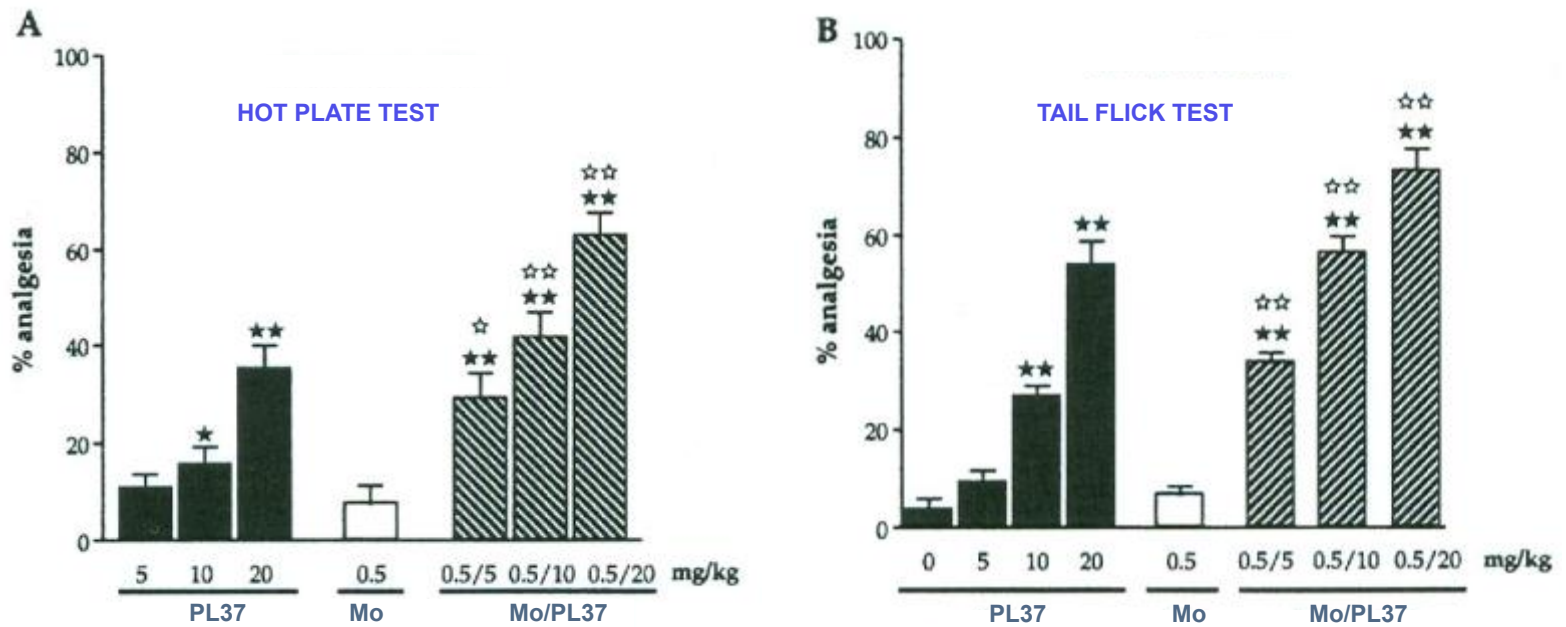 A
HOT PLATE TEST
% analgesia
100
80
60
40
20
0
5 10 20 0.5 0.5/5 0.5/10 0.5/20 mg/kg
PL37 Mo Mo/PL37
B
TAIL FLICK TEST
% analgesia
100
80
60
40
20
0
0 5 10 20 0.5 0.5/5 0.5/10 0.5/20 mg/kg
PL37 Mo Mo/PL37